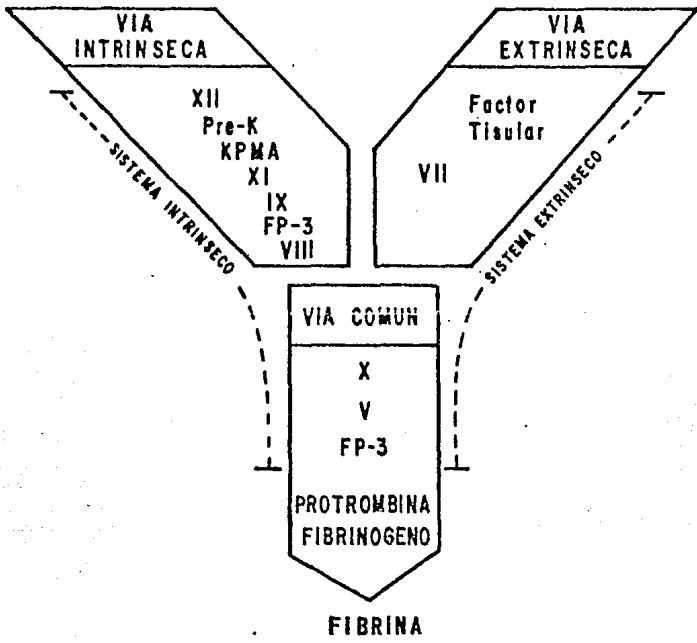 VIA
INTRINSECA
XII
Pre-K
KPMA
XI
IX
FP-3
VIII
SISTEMA INTRINSECO
VIA
EXTRINSECA
Factor
Tisular
VII
SISTEMA EXTRINSECO
VIA COMUN
X
V
FP-3
PROTROMBINA
FIBRINOGENO
FIBRINA